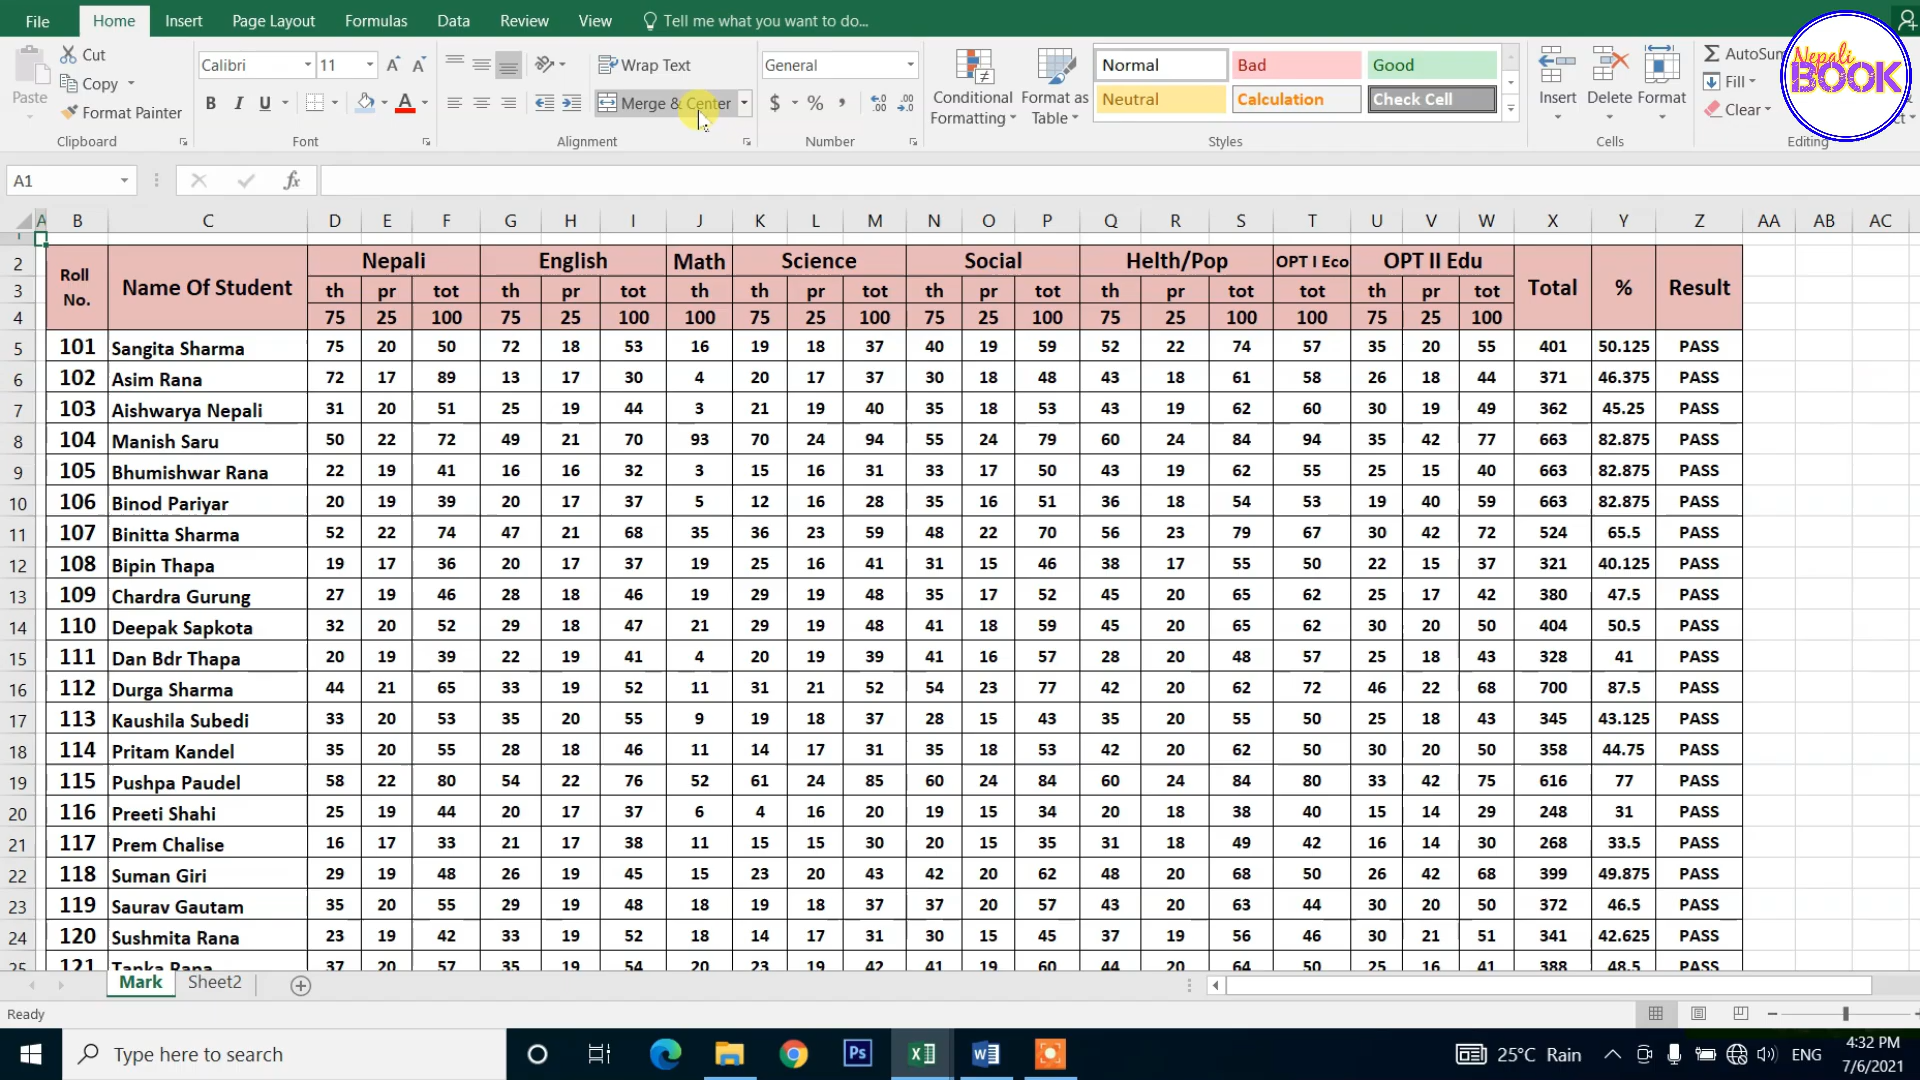 File Home Insert Page Layout Formulas Data Review View Tell me what you want to do...
Nepali
BOOK
Paste Cut
Copy
Format Painter
Clipboard
Calibri 11
B I U A
Font
Wrap Text
Merge & Center
Alignment
General
$ % ,
Number
Conditional Formatting
Format as Table
Normal Bad Good
Neutral Calculation Check Cell
Styles
Insert Delete Format
Cells
AutoSum
Fill
Clear
Editing
A1 fx
A B C D E F G H I J K L M N O P Q R S T U V W X Y Z AA AB AC
2 Roll No. Name Of Student Nepali English Math Science Social Helth/Pop OPT I Eco OPT II Edu Total % Result
3 th pr tot th pr tot th th pr tot th pr tot th pr tot tot th pr tot
4 75 25 100 75 25 100 100 75 25 100 75 25 100 75 25 100 100 75 25 100
5 101 Sangita Sharma 75 20 50 72 18 53 16 19 18 37 40 19 59 52 22 74 57 35 20 55 401 50.125 PASS
6 102 Asim Rana 72 17 89 13 17 30 4 20 17 37 30 18 48 43 18 61 58 26 18 44 371 46.375 PASS
7 103 Aishwarya Nepali 31 20 51 25 19 44 3 21 19 40 35 18 53 43 19 62 60 30 19 49 362 45.25 PASS
8 104 Manish Saru 50 22 72 49 21 70 93 70 24 94 55 24 79 60 24 84 94 35 42 77 663 82.875 PASS
9 105 Bhumishwar Rana 22 19 41 16 16 32 3 15 16 31 33 17 50 43 19 62 55 25 15 40 663 82.875 PASS
10 106 Binod Pariyar 20 19 39 20 17 37 5 12 16 28 35 16 51 36 18 54 53 19 40 59 663 82.875 PASS
11 107 Binitta Sharma 52 22 74 47 21 68 35 36 23 59 48 22 70 56 23 79 67 30 42 72 524 65.5 PASS
12 108 Bipin Thapa 19 17 36 20 17 37 19 25 16 41 31 15 46 38 17 55 50 22 15 37 321 40.125 PASS
13 109 Chardra Gurung 27 19 46 28 18 46 19 29 19 48 35 17 52 45 20 65 62 25 17 42 380 47.5 PASS
14 110 Deepak Sapkota 32 20 52 29 18 47 21 29 19 48 41 18 59 45 20 65 62 30 20 50 404 50.5 PASS
15 111 Dan Bdr Thapa 20 19 39 22 19 41 4 20 19 39 41 16 57 28 20 48 57 25 18 43 328 41 PASS
16 112 Durga Sharma 44 21 65 33 19 52 11 31 21 52 54 23 77 42 20 62 72 46 22 68 700 87.5 PASS
17 113 Kaushila Subedi 33 20 53 35 20 55 9 19 18 37 28 15 43 35 20 55 50 25 18 43 345 43.125 PASS
18 114 Pritam Kandel 35 20 55 28 18 46 11 14 17 31 35 18 53 42 20 62 50 30 20 50 358 44.75 PASS
19 115 Pushpa Paudel 58 22 80 54 22 76 52 61 24 85 60 24 84 60 24 84 80 33 42 75 616 77 PASS
20 116 Preeti Shahi 25 19 44 20 17 37 6 4 16 20 19 15 34 20 18 38 40 15 14 29 248 31 PASS
21 117 Prem Chalise 16 17 33 21 17 38 11 15 15 30 20 15 35 31 18 49 42 16 14 30 268 33.5 PASS
22 118 Suman Giri 29 19 48 26 19 45 15 23 20 43 42 20 62 48 20 68 50 26 42 68 399 49.875 PASS
23 119 Saurav Gautam 35 20 55 29 19 48 18 19 18 37 37 20 57 43 20 63 44 30 20 50 372 46.5 PASS
24 120 Sushmita Rana 23 19 42 33 19 52 18 14 17 31 30 15 45 37 19 56 46 30 21 51 341 42.625 PASS
25 121 Tanka Rana 37 20 57 35 19 54 20 23 19 42 41 19 60 44 20 64 50 25 16 41 388 48.5 PASS
Mark Sheet2
Ready
Type here to search Ps 25°C Rain ENG 4:32 PM
7/6/2021